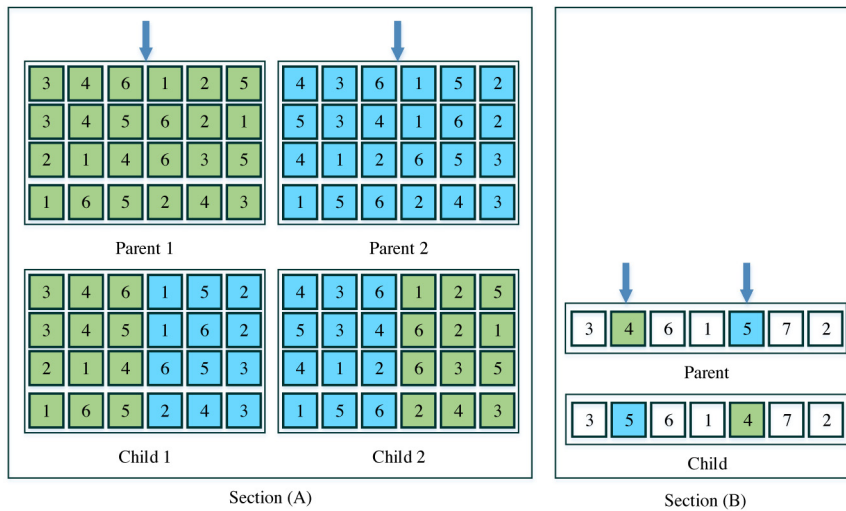 3 4 6 1 2 5
3 4 5 6 2 1
2 1 4 6 3 5
1 6 5 2 4 3
Parent 1
4 3 6 1 5 2
5 3 4 1 6 2
4 1 2 6 5 3
1 5 6 2 4 3
Parent 2
3 4 6 1 5 2
3 4 5 1 6 2
2 1 4 6 5 3
1 6 5 2 4 3
Child 1
4 3 6 1 2 5
5 3 4 6 2 1
4 1 2 6 3 5
1 5 6 2 4 3
Child 2
Section (A)
3 4 6 1 5 7 2
Parent
3 5 6 1 4 7 2
Child
Section (B)